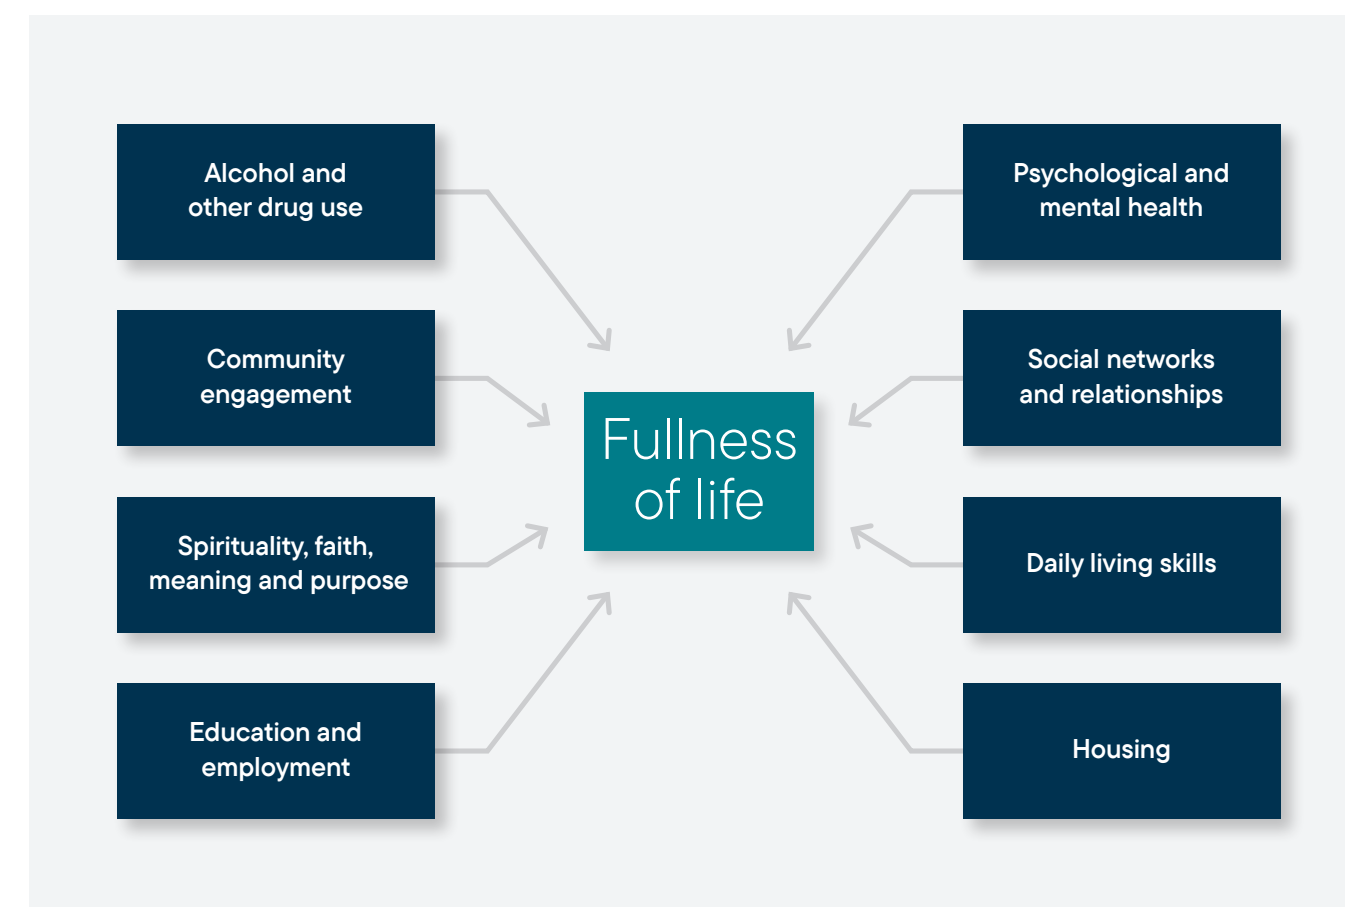 Alcohol and
other drug use
Community
engagement
Spirituality, faith,
meaning and purpose
Education and
employment
Fullness
of life
Psychological and
mental health
Social networks
and relationships
Daily living skills
Housing